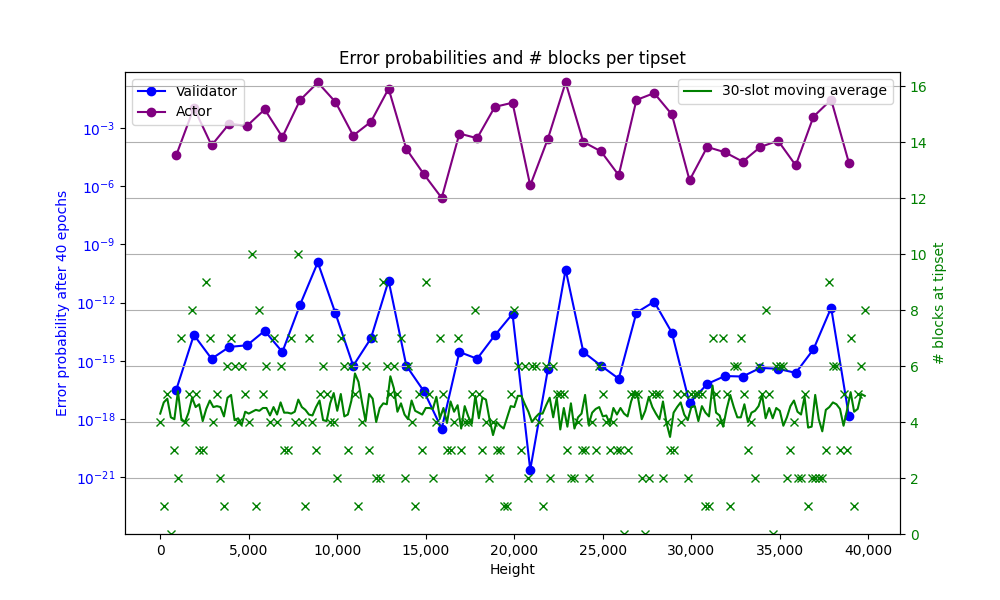 Error probabilities and # blocks per tipset
Validator
Actor
30-slot moving average
Error probability after 40 epochs
10⁻³
10⁻⁶
10⁻⁹
10⁻¹²
10⁻¹⁵
10⁻¹⁸
10⁻²¹
16
14
12
10
8
6
4
2
0
# blocks at tipset
0 5,000 10,000 15,000 20,000 25,000 30,000 35,000 40,000
Height